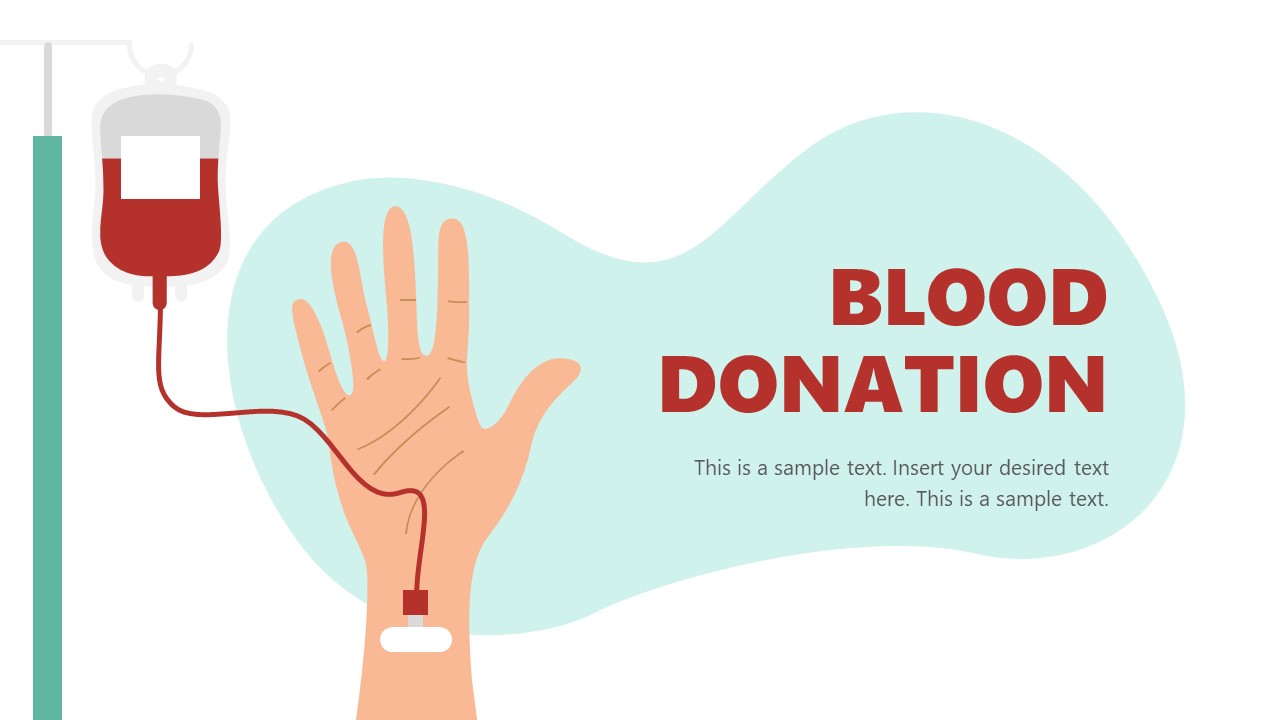 BLOOD
DONATION
This is a sample text. Insert your desired text
here. This is a sample text.